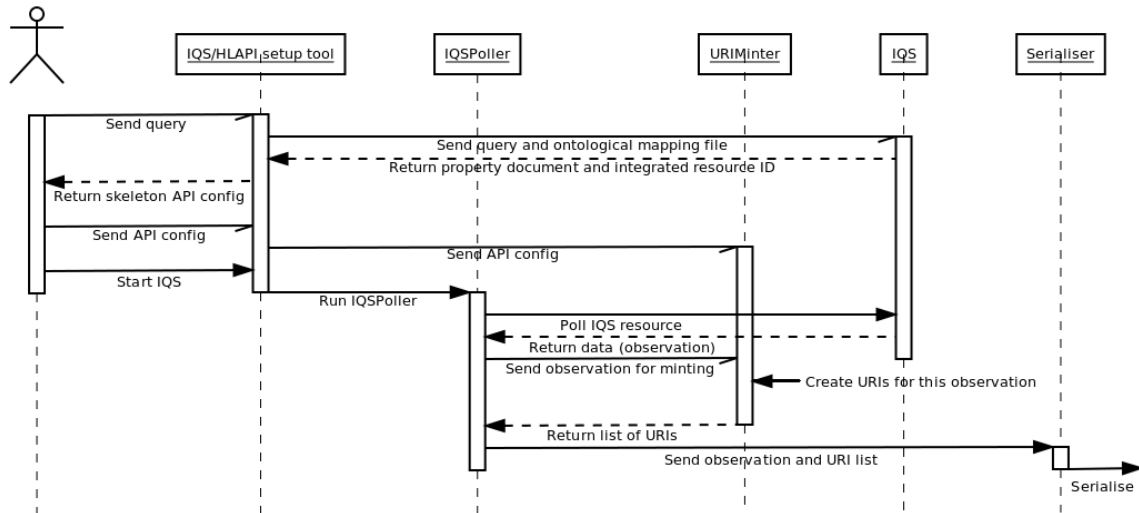 IQS/HLAPI setup tool
IQSPoller
URIMinter
IQS
Serialiser
Send query
Send query and ontological mapping file
Return property document and integrated resource ID
Return skeleton API config
Send API config
Send API config
Start IQS
Run IQSPoller
Poll IQS resource
Return data (observation)
Send observation for minting
Create URIs for this observation
Return list of URIs
Send observation and URI list
Serialise